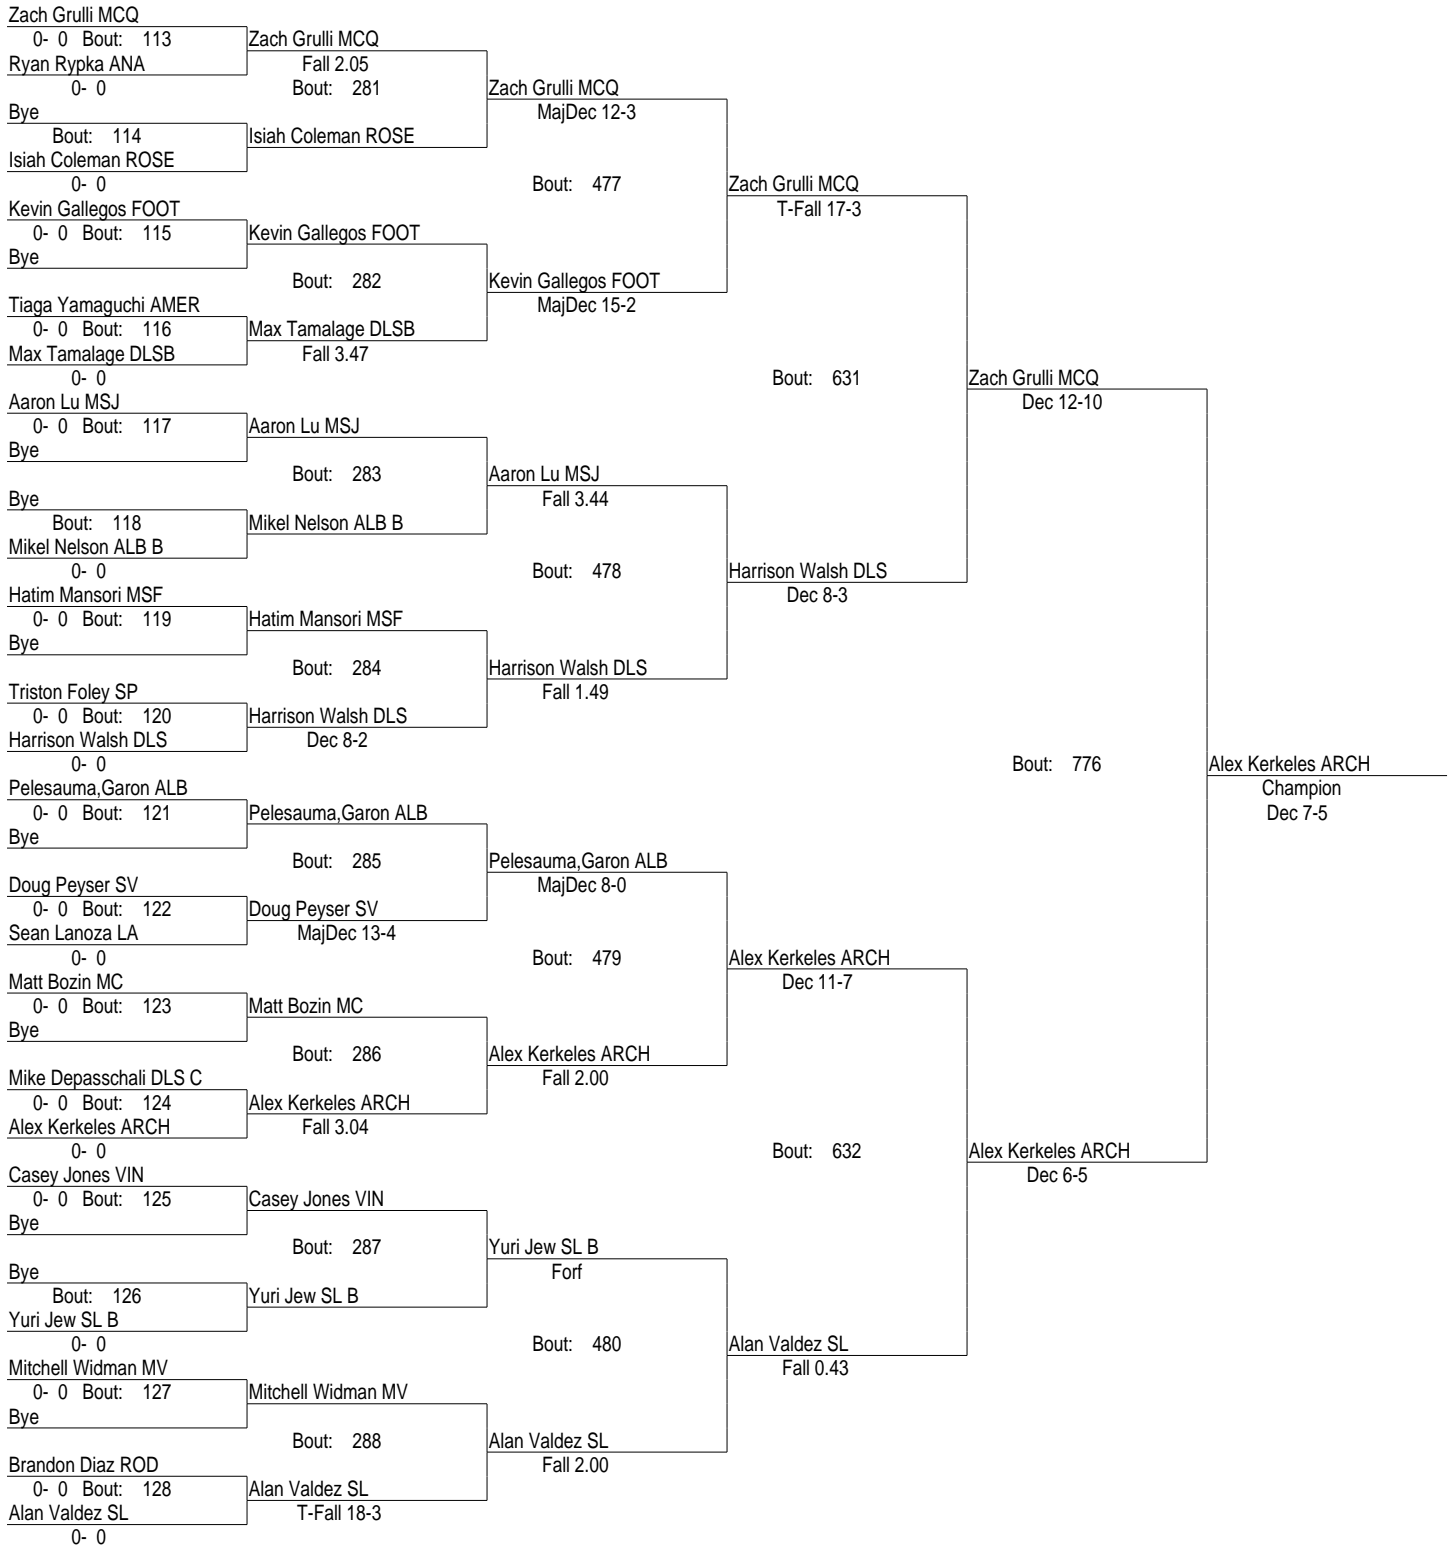 Zach Grulli MCQ
0- 0 Bout: 113 Zach Grulli MCQ
Ryan Rypka ANA Fall 2.05
0- 0 Bout: 281 Zach Grulli MCQ
Bye MajDec 12-3
Bout: 114 Isiah Coleman ROSE
Isiah Coleman ROSE
0- 0 Bout: 477 Zach Grulli MCQ
Kevin Gallegos FOOT T-Fall 17-3
0- 0 Bout: 115 Kevin Gallegos FOOT
Bye
Bout: 282 Kevin Gallegos FOOT
Tiaga Yamaguchi AMER MajDec 15-2
0- 0 Bout: 116 Max Tamalage DLSB
Max Tamalage DLSB Fall 3.47
0- 0 Bout: 631 Zach Grulli MCQ
Aaron Lu MSJ Dec 12-10
0- 0 Bout: 117 Aaron Lu MSJ
Bye
Bout: 283 Aaron Lu MSJ
Bye Fall 3.44
Bout: 118 Mikel Nelson ALB B
Mikel Nelson ALB B
0- 0 Bout: 478 Harrison Walsh DLS
Hatim Mansori MSF Dec 8-3
0- 0 Bout: 119 Hatim Mansori MSF
Bye
Bout: 284 Harrison Walsh DLS
Triston Foley SP Fall 1.49
0- 0 Bout: 120 Harrison Walsh DLS
Harrison Walsh DLS Dec 8-2
0- 0 Bout: 776 Alex Kerkeles ARCH
Pelesauma,Garon ALB Champion
0- 0 Bout: 121 Pelesauma,Garon ALB Dec 7-5
Bye
Bout: 285 Pelesauma,Garon ALB
Doug Peyser SV MajDec 8-0
0- 0 Bout: 122 Doug Peyser SV
Sean Lanoza LA MajDec 13-4
0- 0 Bout: 479 Alex Kerkeles ARCH
Matt Bozin MC Dec 11-7
0- 0 Bout: 123 Matt Bozin MC
Bye
Bout: 286 Alex Kerkeles ARCH
Mike Depasschali DLS C Fall 2.00
0- 0 Bout: 124 Alex Kerkeles ARCH
Alex Kerkeles ARCH Fall 3.04
0- 0 Bout: 632 Alex Kerkeles ARCH
Casey Jones VIN Dec 6-5
0- 0 Bout: 125 Casey Jones VIN
Bye
Bout: 287 Yuri Jew SL B
Bye Forf
Bout: 126 Yuri Jew SL B
Yuri Jew SL B
0- 0 Bout: 480 Alan Valdez SL
Mitchell Widman MV Fall 0.43
0- 0 Bout: 127 Mitchell Widman MV
Bye
Bout: 288 Alan Valdez SL
Brandon Diaz ROD Fall 2.00
0- 0 Bout: 128 Alan Valdez SL
Alan Valdez SL T-Fall 18-3
0- 0